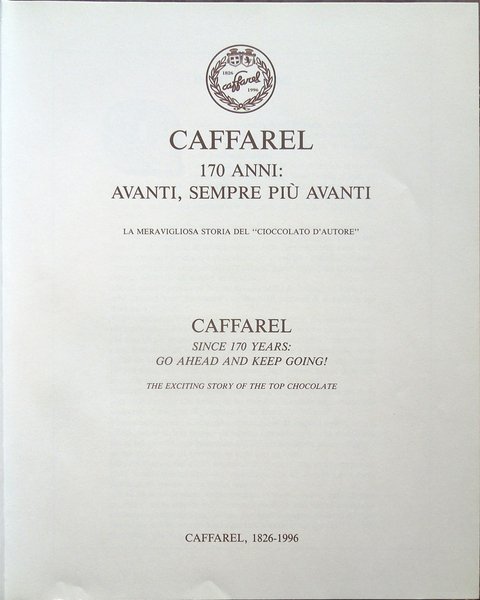 1826
caffarel
1996
CAFFAREL
170 ANNI:
AVANTI, SEMPRE PIÙ AVANTI
LA MERAVIGLIOSA STORIA DEL "CIOCCOLATO D'AUTORE"
CAFFAREL
SINCE 170 YEARS:
GO AHEAD AND KEEP GOING!
THE EXCITING STORY OF THE TOP CHOCOLATE
CAFFAREL, 1826-1996